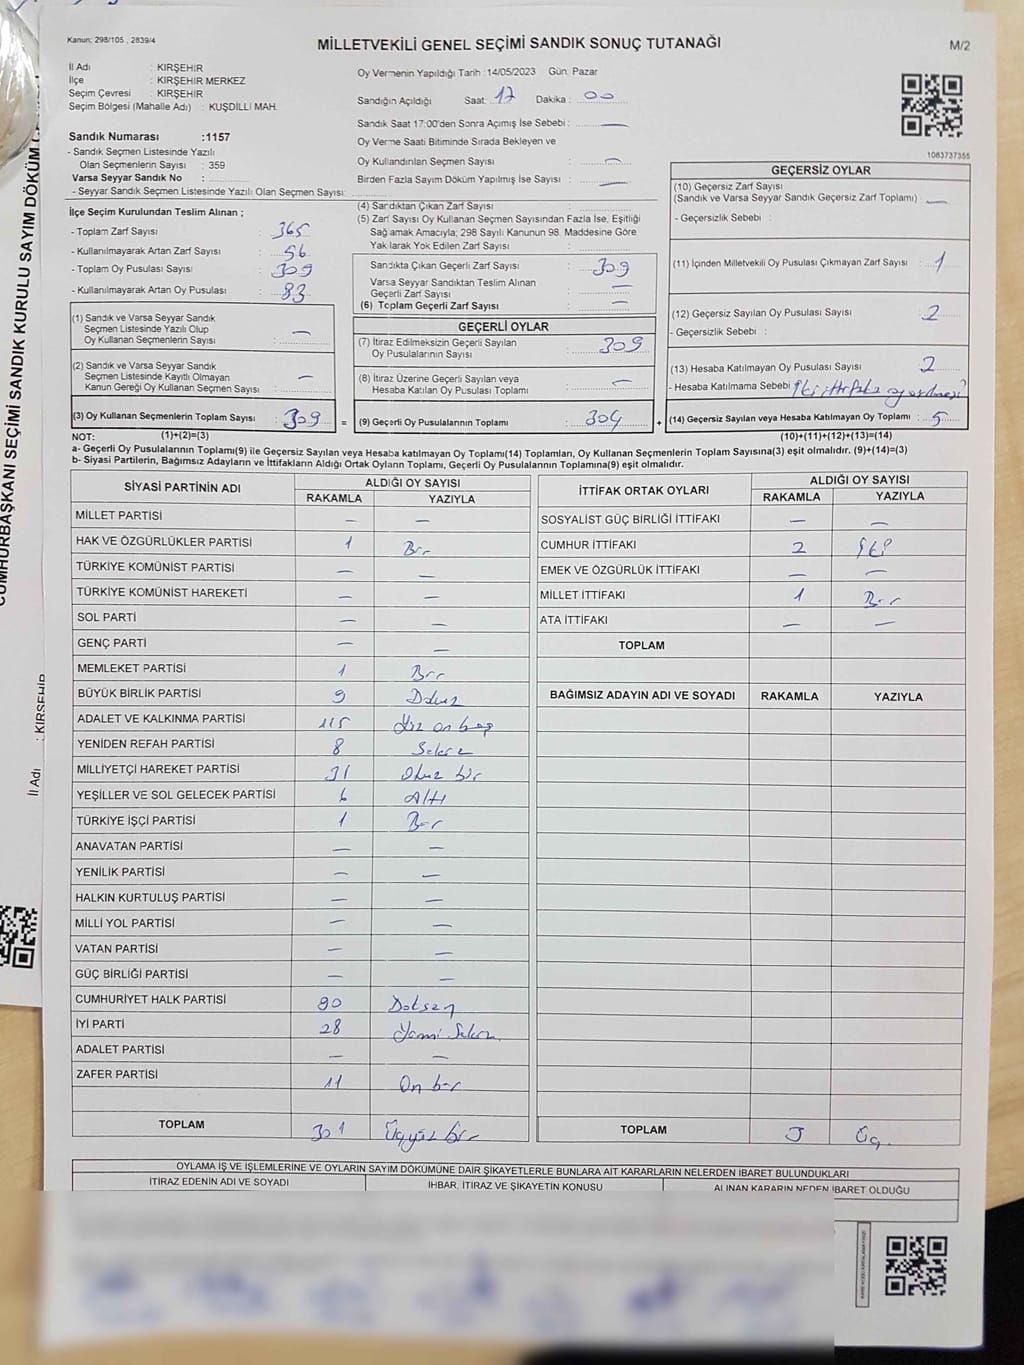 Kanun: 298/105 , 2839/4
MİLLETVEKİLİ GENEL SEÇİMİ SANDIK SONUÇ TUTANAĞI
M/2
İl Adı : KIRŞEHİR
İlçe : KIRŞEHİR MERKEZ
Seçim Çevresi : KIRŞEHİR
Seçim Bölgesi (Mahalle Adı) : KUŞDİLLİ MAH.
Sandık Numarası :1157
- Sandık Seçmen Listesinde Yazılı
Olan Seçmenlerin Sayısı : 359
Varsa Seyyar Sandık No :
- Seyyar Sandık Seçmen Listesinde Yazılı Olan Seçmen Sayısı:
Oy Vermenin Yapıldığı Tarih :14/05/2023 Gün: Pazar
Sandığın Açıldığı Saat: 17 Dakika : 00
Sandık Saat 17:00'den Sonra Açımış İse Sebebi : —
Oy Verme Saati Bitiminde Sırada Bekleyen ve
Oy Kullandırılan Seçmen Sayısı : —
Birden Fazla Sayım Döküm Yapılmış İse Sayısı : —
1083737355
İlçe Seçim Kurulundan Teslim Alınan ;
- Toplam Zarf Sayısı : 365
- Kullanılmayarak Artan Zarf Sayısı : 56
- Toplam Oy Pusulası Sayısı : 309
- Kullanılmayarak Artan Oy Pusulası : 83
(1) Sandık ve Varsa Seyyar Sandık
Seçmen Listesinde Yazılı Olup
Oy Kullanan Seçmenlerin Sayısı : —
(2) Sandık ve Varsa Seyyar Sandık
Seçmen Listesinde Kayıtlı Olmayan
Kanun Gereği Oy Kullanan Seçmen Sayısı : —
(3) Oy Kullanan Seçmenlerin Toplam Sayısı : 309 =
(4) Sandıktan Çıkan Zarf Sayısı :
(5) Zarf Sayısı Oy Kullanan Seçmen Sayısından Fazla İse, Eşitliği
Sağlamak Amacıyla; 298 Sayılı Kanunun 98. Maddesine Göre
Yakılarak Yok Edilen Zarf Sayısı :
Sandıkta Çıkan Geçerli Zarf Sayısı : 309
Varsa Seyyar Sandıktan Teslim Alınan
Geçerli Zarf Sayısı : —
(6) Toplam Geçerli Zarf Sayısı : —
GEÇERLİ OYLAR
(7) İtiraz Edilmeksizin Geçerli Sayılan
Oy Pusulalarının Sayısı : 309
(8) İtiraz Üzerine Geçerli Sayılan veya
Hesaba Katılan Oy Pusulası Toplamı : —
(9) Geçerli Oy Pusulalarının Toplamı : 304 +
GEÇERSİZ OYLAR
(10) Geçersiz Zarf Sayısı
(Sandık ve Varsa Seyyar Sandık Geçersiz Zarf Toplamı) : —
- Geçersizlik Sebebi :
(11) İçinden Milletvekili Oy Pusulası Çıkmayan Zarf Sayısı : 1
(12) Geçersiz Sayılan Oy Pusulası Sayısı : 2
- Geçersizlik Sebebi :
(13) Hesaba Katılmayan Oy Pusulası Sayısı : 2
- Hesaba Katılmama Sebebi : İki ittifaka oy
(14) Geçersiz Sayılan veya Hesaba Katılmayan Oy Toplamı : 5
NOT: (1)+(2)=(3) (10)+(11)+(12)+(13)=(14)
a- Geçerli Oy Pusulalarının Toplamı(9) ile Geçersiz Sayılan veya Hesaba katılmayan Oy Toplamı(14) Toplamları, Oy Kullanan Seçmenlerin Toplam Sayısına(3) eşit olmalıdır. (9)+(14)=(3)
b- Siyasi Partilerin, Bağımsız Adayların ve İttifakların Aldığı Ortak Oyların Toplamı, Geçerli Oy Pusulalarının Toplamına(9) eşit olmalıdır.
SİYASİ PARTİNİN ADI ALDIĞI OY SAYISI
RAKAMLA YAZIYLA
MİLLET PARTİSİ — —
HAK VE ÖZGÜRLÜKLER PARTİSİ 1 Bir
TÜRKİYE KOMÜNİST PARTİSİ — —
TÜRKİYE KOMÜNİST HAREKETİ — —
SOL PARTİ — —
GENÇ PARTİ — —
MEMLEKET PARTİSİ 1 Bir
BÜYÜK BİRLİK PARTİSİ 9 Dokuz
ADALET VE KALKINMA PARTİSİ 115 Yüz on beş
YENİDEN REFAH PARTİSİ 8 Sekiz
MİLLİYETÇİ HAREKET PARTİSİ 31 Otuz bir
YEŞİLLER VE SOL GELECEK PARTİSİ 6 Altı
TÜRKİYE İŞÇİ PARTİSİ 1 Bir
ANAVATAN PARTİSİ — —
YENİLİK PARTİSİ — —
HALKIN KURTULUŞ PARTİSİ — —
MİLLİ YOL PARTİSİ — —
VATAN PARTİSİ — —
GÜÇ BİRLİĞİ PARTİSİ — —
CUMHURİYET HALK PARTİSİ 90 Doksan
İYİ PARTİ 28 Yirmi Sekiz
ADALET PARTİSİ — —
ZAFER PARTİSİ 11 On bir
TOPLAM 301 Üçyüz bir
İTTİFAK ORTAK OYLARI ALDIĞI OY SAYISI
RAKAMLA YAZIYLA
SOSYALİST GÜÇ BİRLİĞİ İTTİFAKI — —
CUMHUR İTTİFAKI 2 İki
EMEK VE ÖZGÜRLÜK İTTİFAKI — —
MİLLET İTTİFAKI 1 Bir
ATA İTTİFAKI — —
TOPLAM
BAĞIMSIZ ADAYIN ADI VE SOYADI RAKAMLA YAZIYLA
TOPLAM 3 Üç.
OYLAMA İŞ VE İŞLEMLERİNE VE OYLARIN SAYIM DÖKÜMÜNE DAİR ŞİKAYETLERLE BUNLARA AİT KARARLARIN NELERDEN İBARET BULUNDUKLARI
İTİRAZ EDENİN ADI VE SOYADI İHBAR, İTİRAZ VE ŞİKAYETİN KONUSU ALINAN KARARIN NEDEN İBARET OLDUĞU
CUMHURBAŞKANI SEÇİMİ SANDIK KURULU SAYIM DÖKÜM
İl Adı : KIRŞEHİR